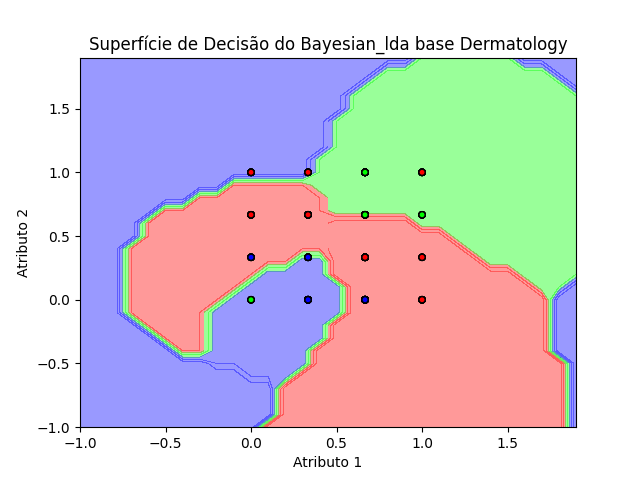 Superfície de Decisão do Bayesian_lda base Dermatology
1.5
1.0
0.5
0.0
−0.5
−1.0
Atributo 2
−1.0 −0.5 0.0 0.5 1.0 1.5
Atributo 1